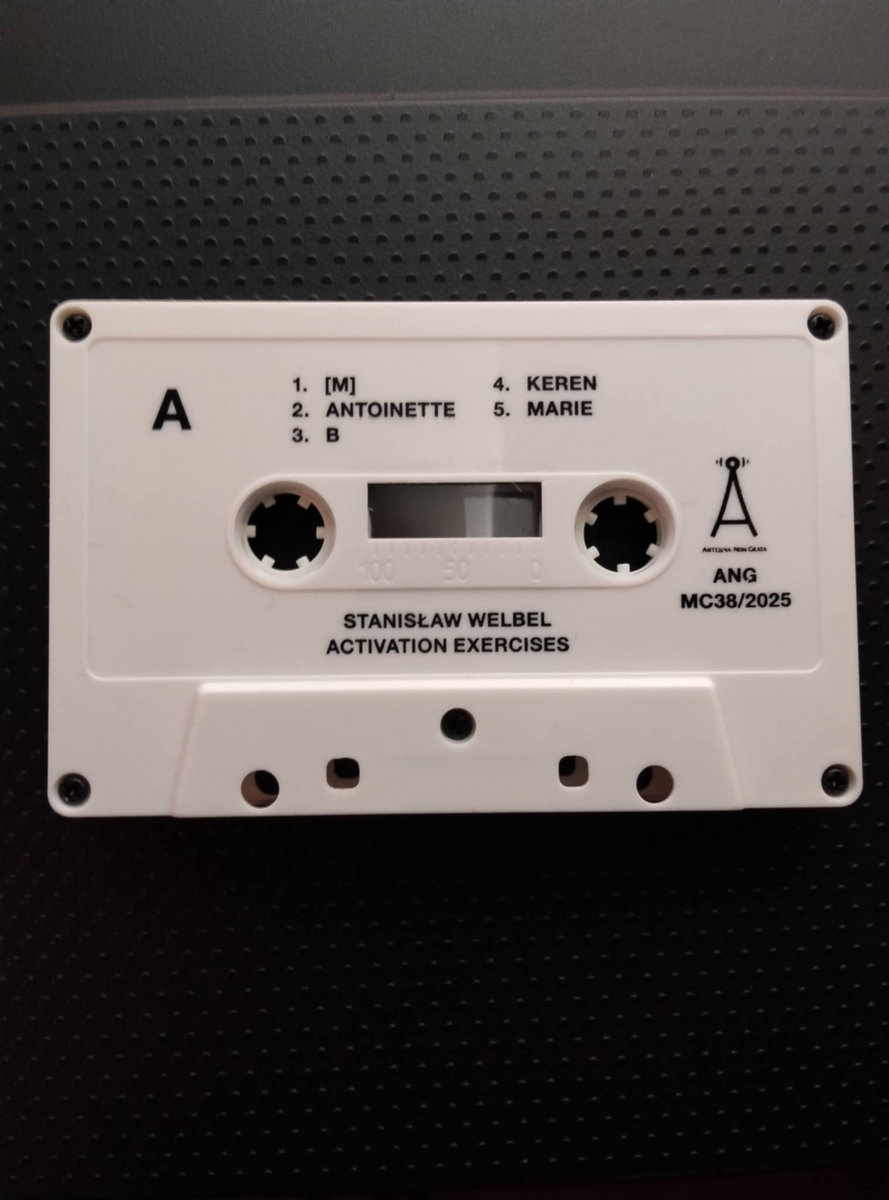 A
1. [M]
2. ANTOINETTE
3. B
4. KEREN
5. MARIE
ANTENNA NON GRATA
ANG
MC38/2025
100 50 0
STANISŁAW WELBEL
ACTIVATION EXERCISES